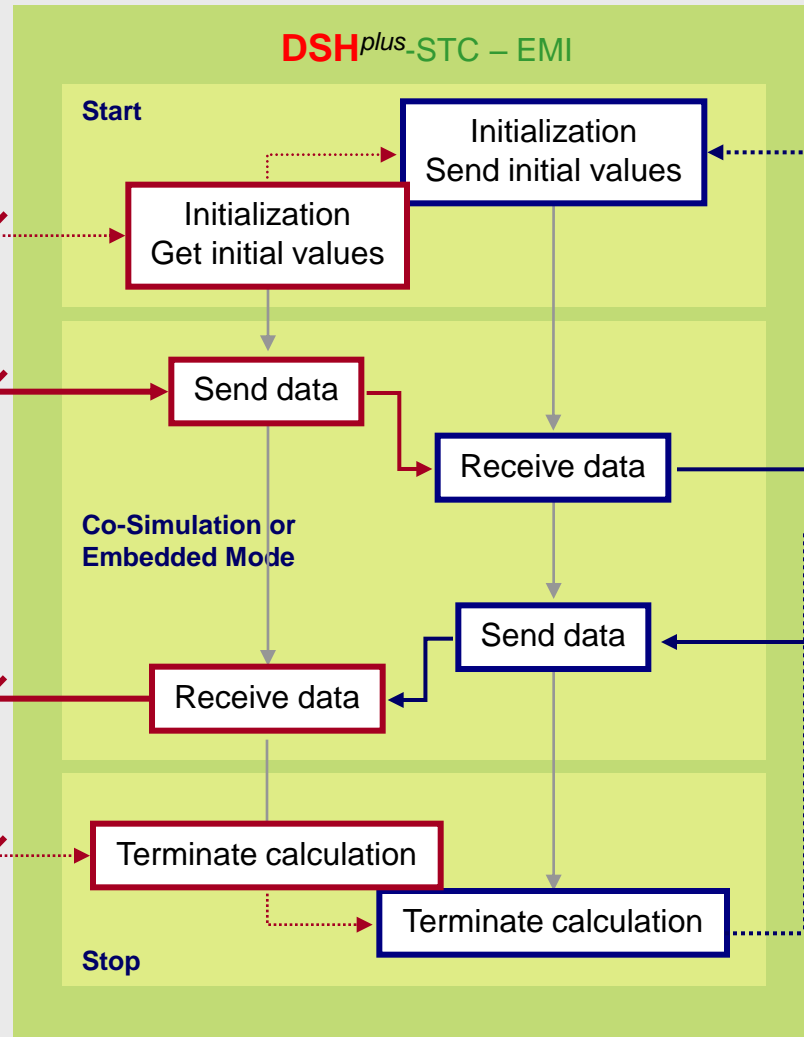 DSHplus-STC – EMI
Start
Initialization
Send initial values
Initialization
Get initial values
Send data
Receive data
Co-Simulation or
Embedded Mode
Send data
Receive data
Terminate calculation
Terminate calculation
Stop